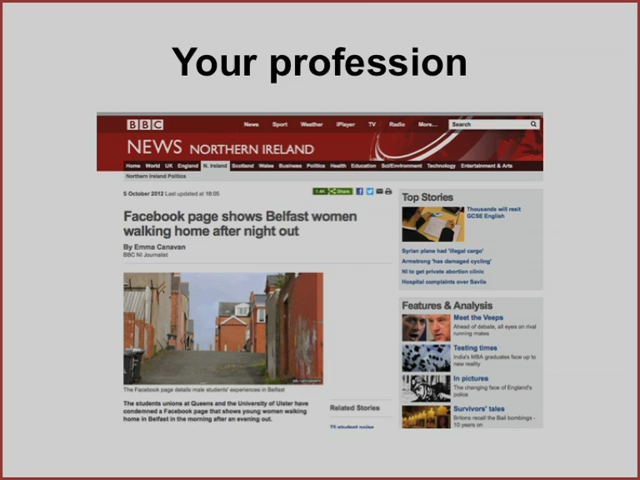 Your profession
BBC
News Sport Weather iPlayer TV Radio More... Search
NEWS NORTHERN IRELAND
Home World UK England N. Ireland Scotland Wales Business Politics Health Education Sci/Environment Technology Entertainment & Arts
Northern Ireland Politics
5 October 2012 Last updated at 16:05
Share
Facebook page shows Belfast women
walking home after night out
By Emma Canavan
BBC NI Journalist
The Facebook page details male students' experiences in Belfast
The students unions at Queens and the University of Ulster have
condemned a Facebook page that shows young women walking
home in Belfast in the morning after an evening out.
Related Stories
Top Stories
Thousands will resit
GCSE English
Syrian plane had 'illegal cargo'
Armstrong 'has damaged cycling'
NI to get private abortion clinic
Hospital complaints over Savile
Features & Analysis
Meet the Veeps
Ahead of debate, all eyes on rival
running mates
Testing times
India's MBA graduates face up to
new reality
In pictures
The changing face of England's
police
Survivors' tales
Britons recall the Bali bombings -
10 years on